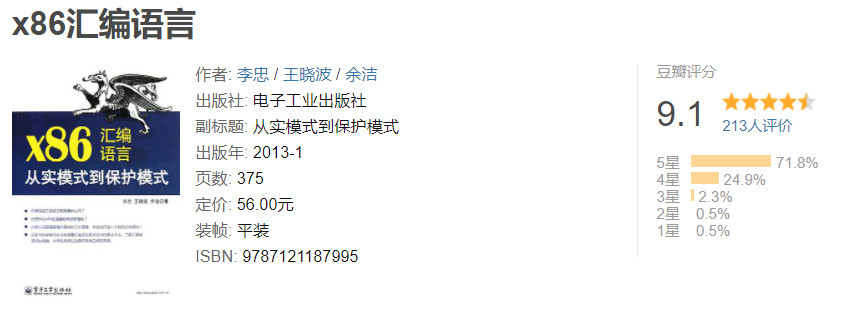 x86汇编语言
x86 汇编
语言
从实模式到保护模式
李忠 王晓波 余洁 著
电子工业出版社
作者: 李忠 / 王晓波 / 余洁
出版社: 电子工业出版社
副标题: 从实模式到保护模式
出版年: 2013-1
页数: 375
定价: 56.00元
装帧: 平装
ISBN: 9787121187995
豆瓣评分
9.1
213人评价
5星 71.8%
4星 24.9%
3星 2.3%
2星 0.5%
1星 0.5%